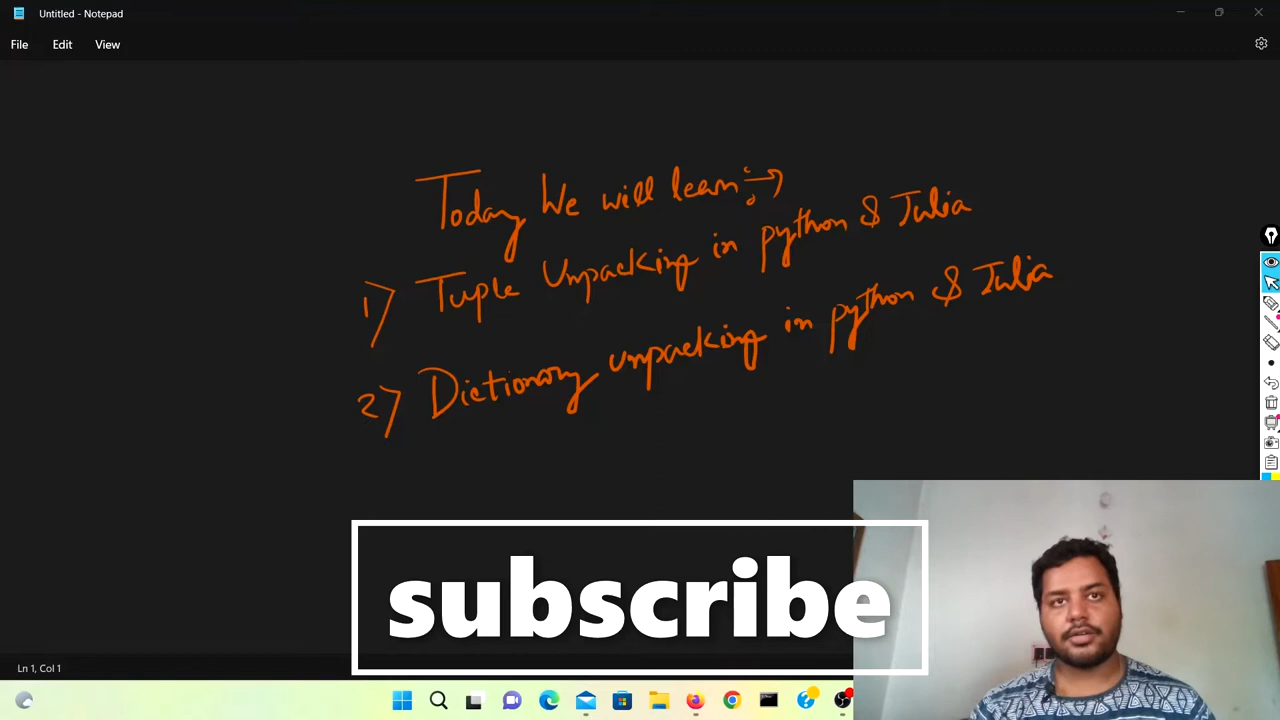 Untitled - Notepad
File Edit View
Today We will learn:→
1) Tuple Unpacking in python & Julia
2) Dictionary unpacking in python & Julia
subscribe
Ln 1, Col 1